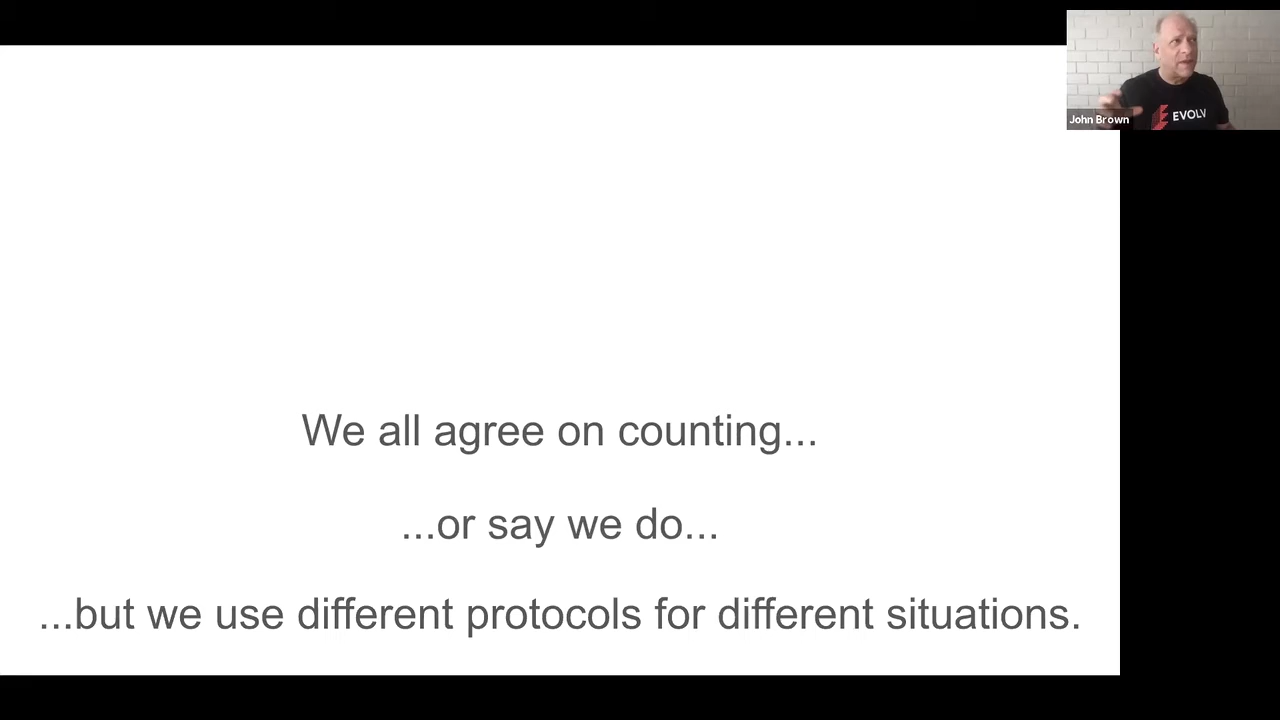 John Brown
EVOLV
We all agree on counting...
...or say we do...
...but we use different protocols for different situations.